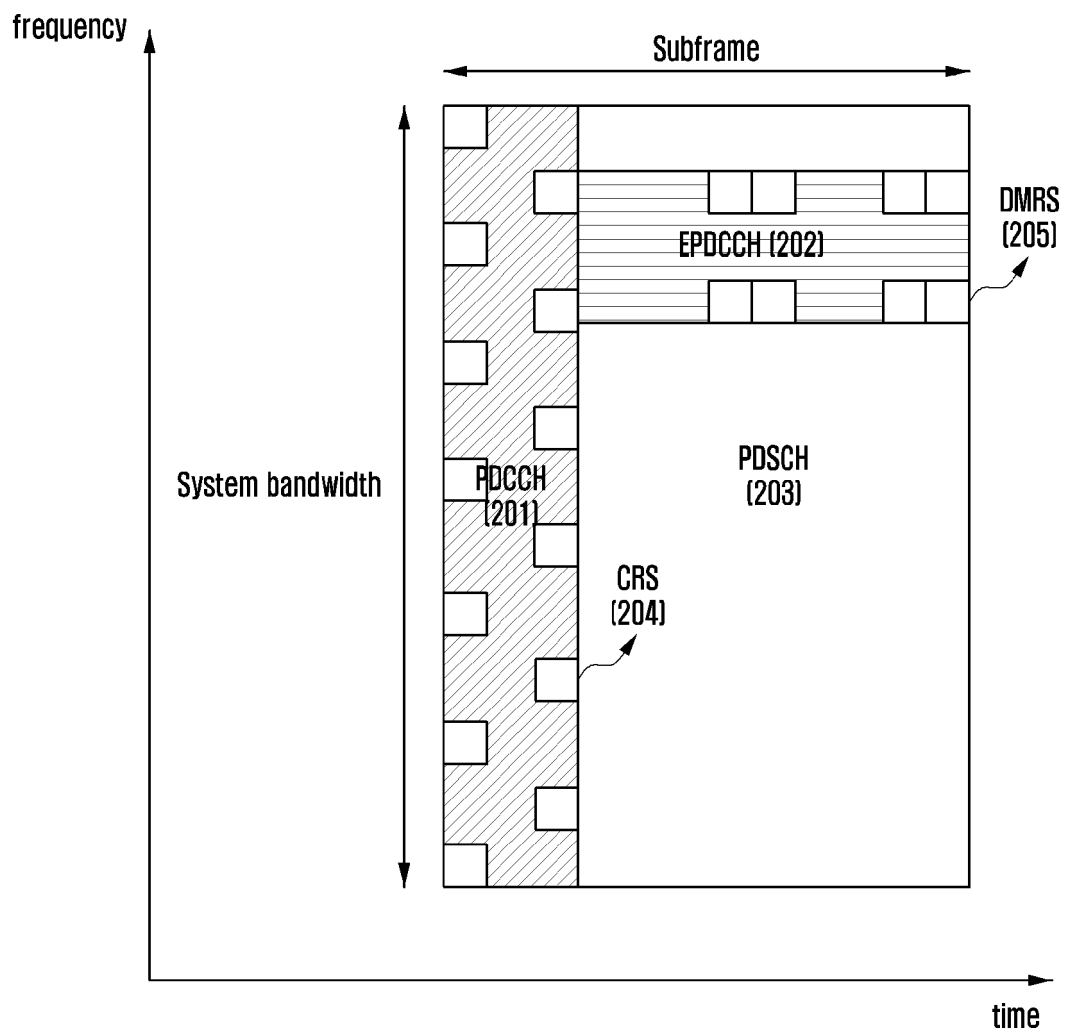 frequency
Subframe
DMRS
(205)
EPDCCH (202)
System bandwidth
PDCCH
(201)
PDSCH
(203)
CRS
(204)
time